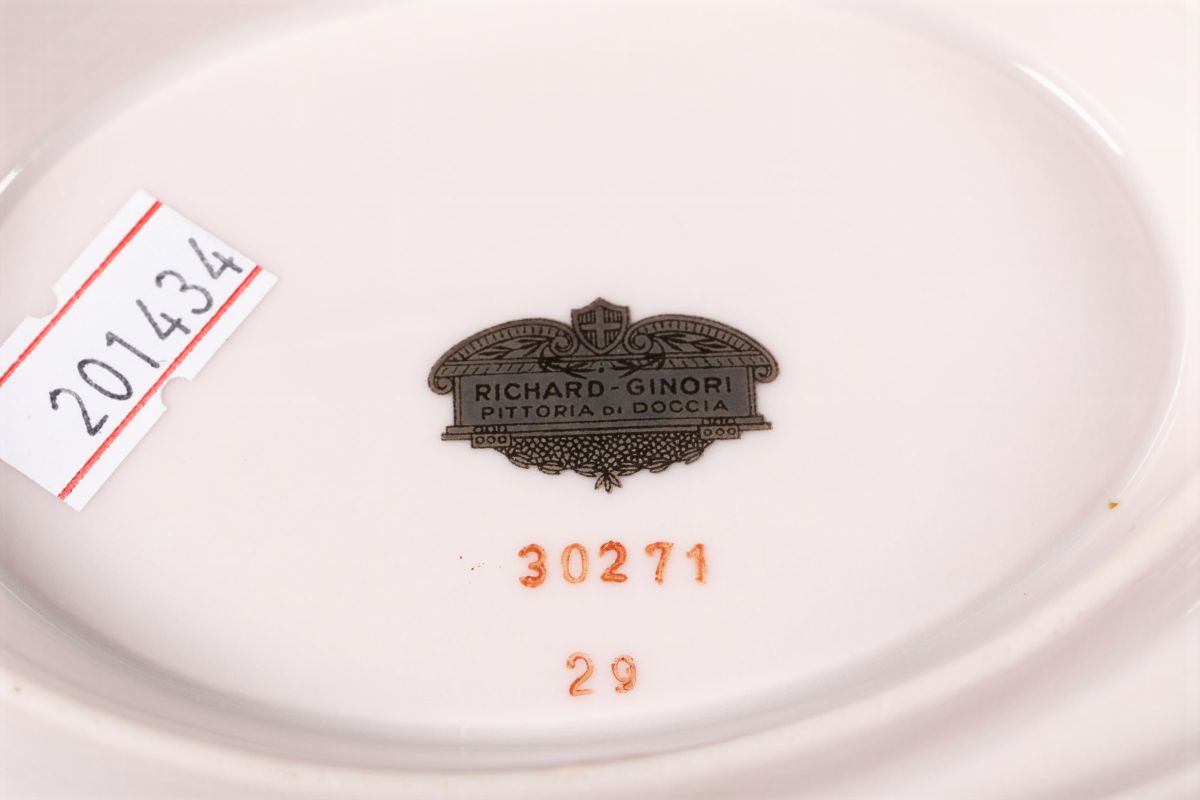 201434
RICHARD-GINORI
PITTORIA DI DOCCIA
30271
29